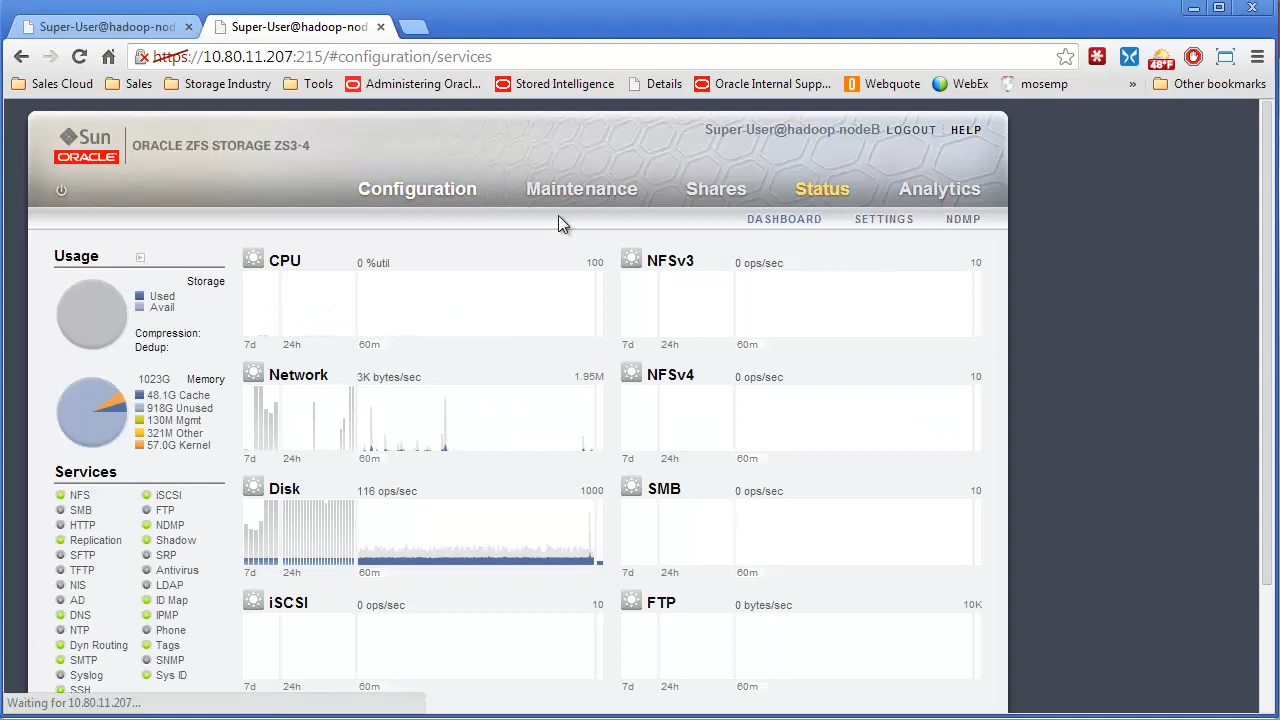 Super-User@hadoop-nod
Super-User@hadoop-nod
https://10.80.11.207:215/#configuration/services
48°F
Sales Cloud Sales Storage Industry Tools Administering Oracl... Stored Intelligence Details Oracle Internal Supp... Webquote WebEx mosemp » Other bookmarks
Super-User@hadoop-nodeB LOGOUT HELP
Sun
ORACLE
ORACLE ZFS STORAGE ZS3-4
Configuration Maintenance Shares Status Analytics
DASHBOARD SETTINGS NDMP
Usage
Storage
Used
Avail
Compression:
Dedup:
1023G Memory
48.1G Cache
918G Unused
130M Mgmt
321M Other
57.0G Kernel
Services
NFS iSCSI
SMB FTP
HTTP NDMP
Replication Shadow
SFTP SRP
TFTP Antivirus
NIS LDAP
AD ID Map
DNS IPMP
NTP Phone
Dyn Routing Tags
SMTP SNMP
Syslog Sys ID
SSH
CPU 0 %util 100
7d 24h 60m
Network 3K bytes/sec 1.95M
7d 24h 60m
Disk 116 ops/sec 1000
7d 24h 60m
iSCSI 0 ops/sec 10
7d 24h 60m
NFSv3 0 ops/sec 10
7d 24h 60m
NFSv4 0 ops/sec 10
7d 24h 60m
SMB 0 ops/sec 10
7d 24h 60m
FTP 0 bytes/sec 10K
7d 24h 60m
Waiting for 10.80.11.207...